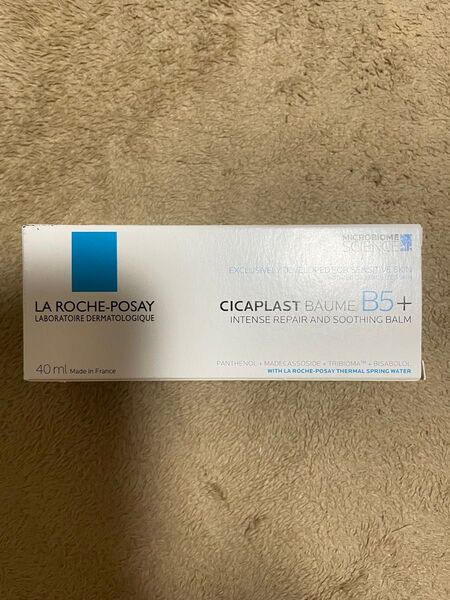 LA ROCHE-POSAY
LABORATOIRE DERMATOLOGIQUE
40 ml Made in France
MICROBIOME
SCIENCE
EXCLUSIVELY DEVELOPED FOR SENSITIVE SKIN
CICAPLAST BAUME B5+
INTENSE REPAIR AND SOOTHING BALM
PANTHENOL + MADECASSOSIDE + TRIBIOMA™ + BISABOLOL
WITH LA ROCHE-POSAY THERMAL SPRING WATER